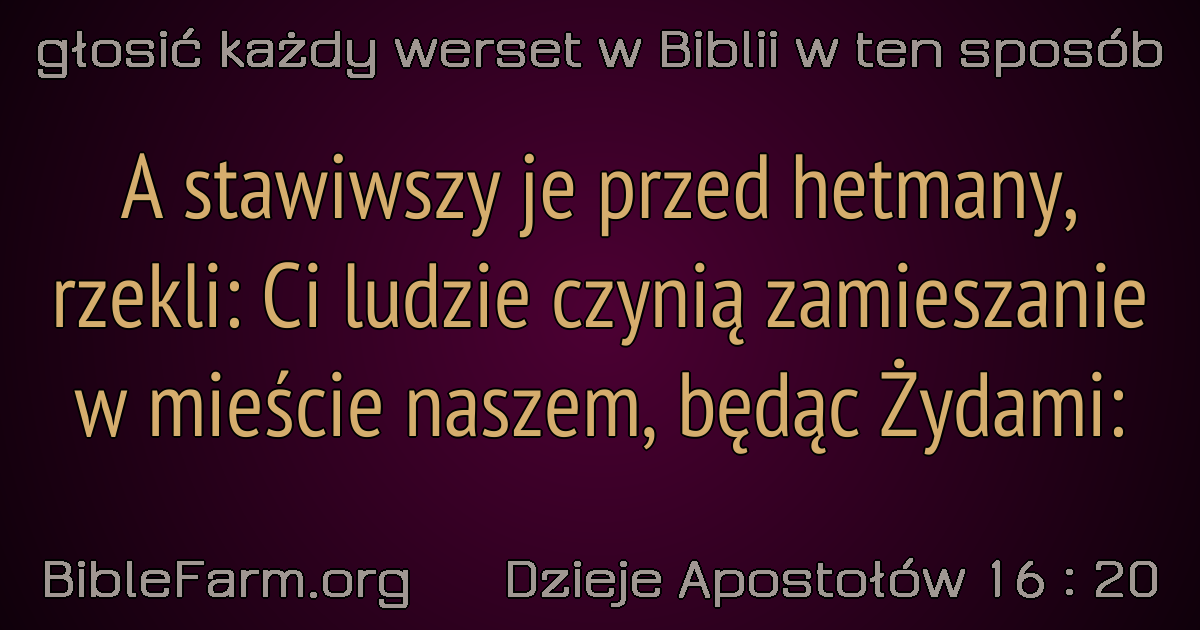 głosić każdy werset w Biblii w ten sposób
A stawiwszy je przed hetmany,
rzekli: Ci ludzie czynią zamieszanie
w mieście naszem, będąc Żydami:
BibleFarm.org Dzieje Apostołów 16 : 20